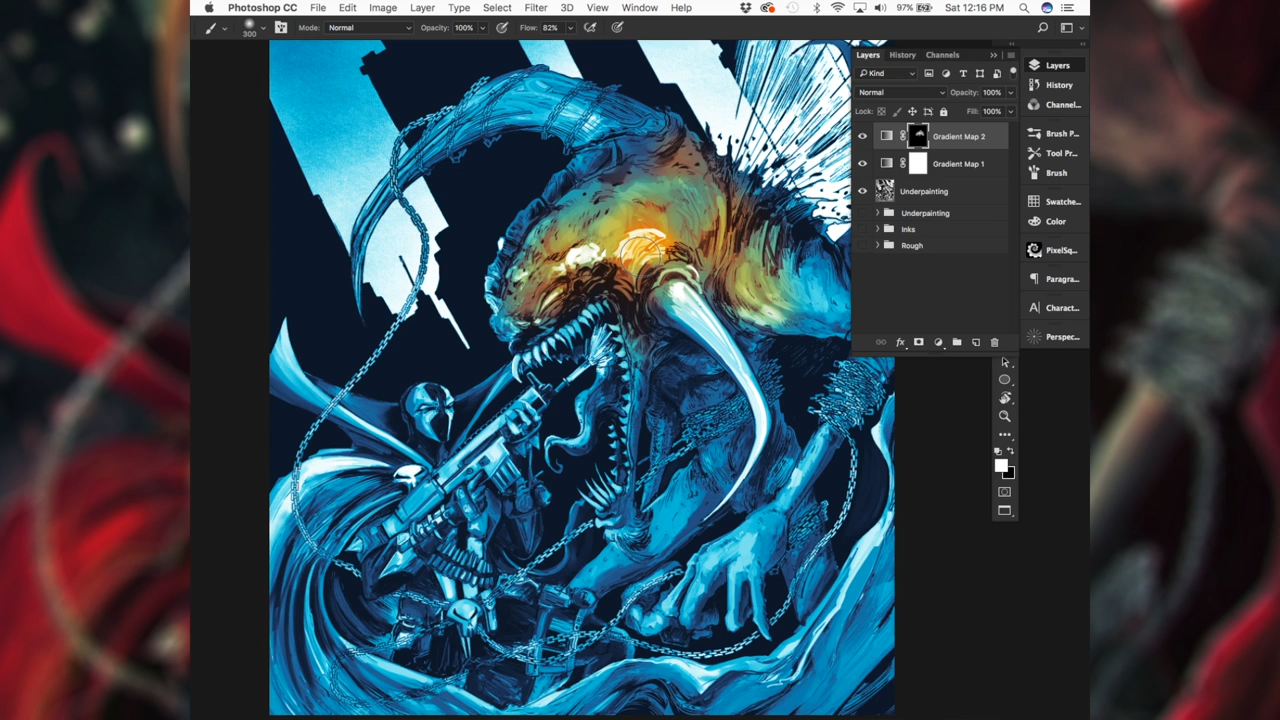 Photoshop CC File Edit Image Layer Type Select Filter 3D View Window Help 97% Sat 12:16 PM
300 Mode: Normal Opacity: 100% Flow: 82%
Layers History Channels
Kind
Normal Opacity: 100%
Lock: Fill: 100%
Gradient Map 2
Gradient Map 1
Underpainting
Underpainting
Inks
Rough
fx
Layers
History
Channel...
Brush P...
Tool Pr...
Brush
Swatche...
Color
PixelSq...
Paragra...
Charact...
Perspec...